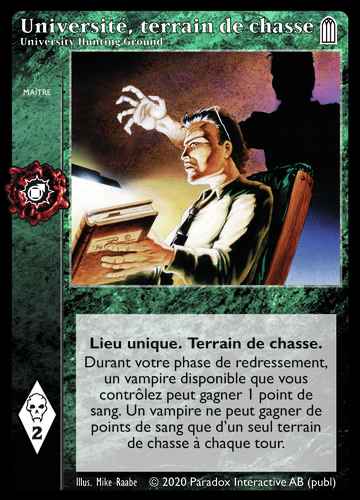 Université, terrain de chasse
University Hunting Ground
MAÎTRE
Lieu unique. Terrain de chasse.
Durant votre phase de redressement,
un vampire disponible que vous
contrôlez peut gagner 1 point de
sang. Un vampire ne peut gagner de
points de sang que d'un seul terrain
de chasse à chaque tour.
2
Illus. Mike Raabe © 2020 Paradox Interactive AB (publ)